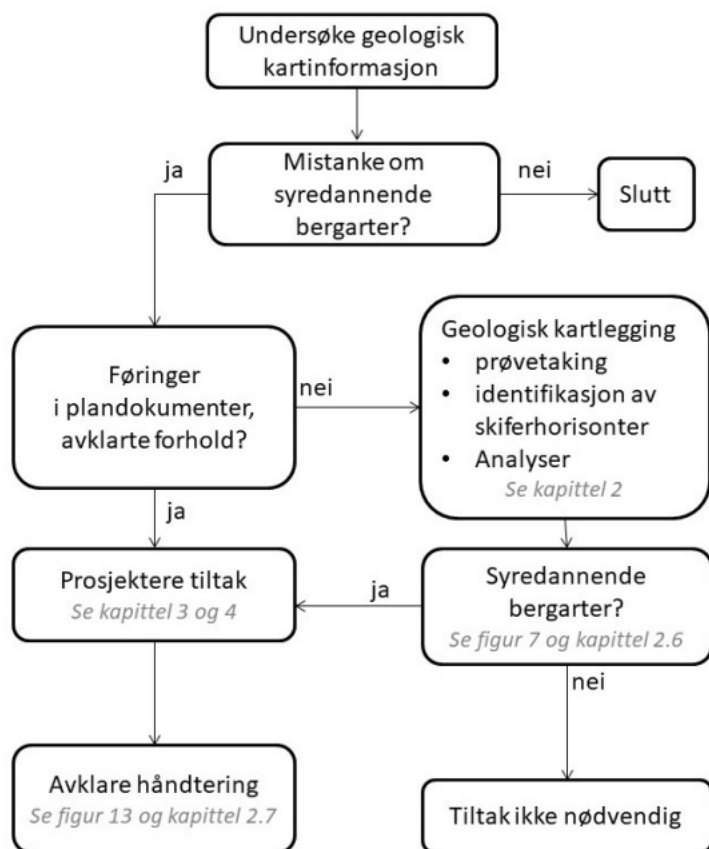 Undersøke geologisk
kartinformasjon
ja
Mistanke om
syredannende
bergarter?
nei
Slutt
Føringer
i plandokumenter,
avklarte forhold?
nei
Geologisk kartlegging
• prøvetaking
• identifikasjon av
skiferhorisonter
• Analyser
Se kapittel 2
ja
Prosjektere tiltak
Se kapittel 3 og 4
ja
Syredannende
bergarter?
Se figur 7 og kapittel 2.6
nei
Avklare håndtering
Se figur 13 og kapittel 2.7
Tiltak ikke nødvendig